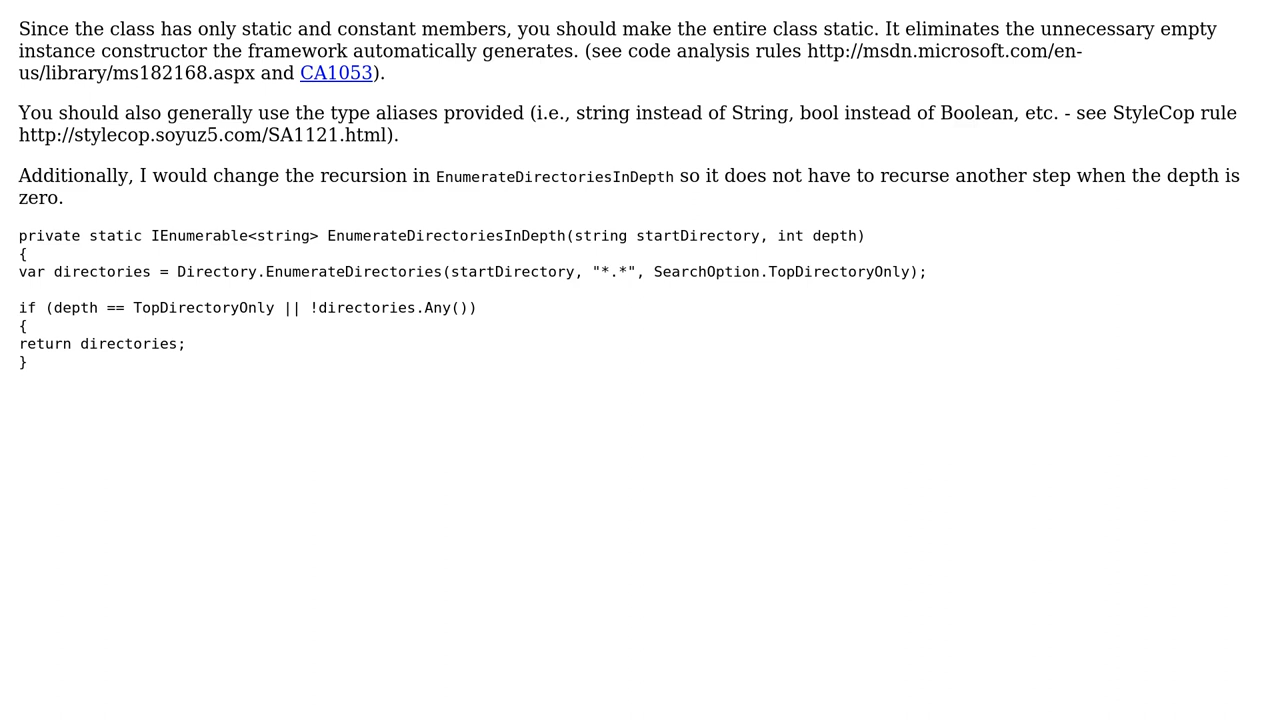 Since the class has only static and constant members, you should make the entire class static. It eliminates the unnecessary empty
instance constructor the framework automatically generates. (see code analysis rules http://msdn.microsoft.com/en-
us/library/ms182168.aspx and CA1053).
You should also generally use the type aliases provided (i.e., string instead of String, bool instead of Boolean, etc. - see StyleCop rule
http://stylecop.soyuz5.com/SA1121.html).
Additionally, I would change the recursion in EnumerateDirectoriesInDepth so it does not have to recurse another step when the depth is
zero.
private static IEnumerable<string> EnumerateDirectoriesInDepth(string startDirectory, int depth)
{
var directories = Directory.EnumerateDirectories(startDirectory, "*.*", SearchOption.TopDirectoryOnly);
if (depth == TopDirectoryOnly || !directories.Any())
{
return directories;
}